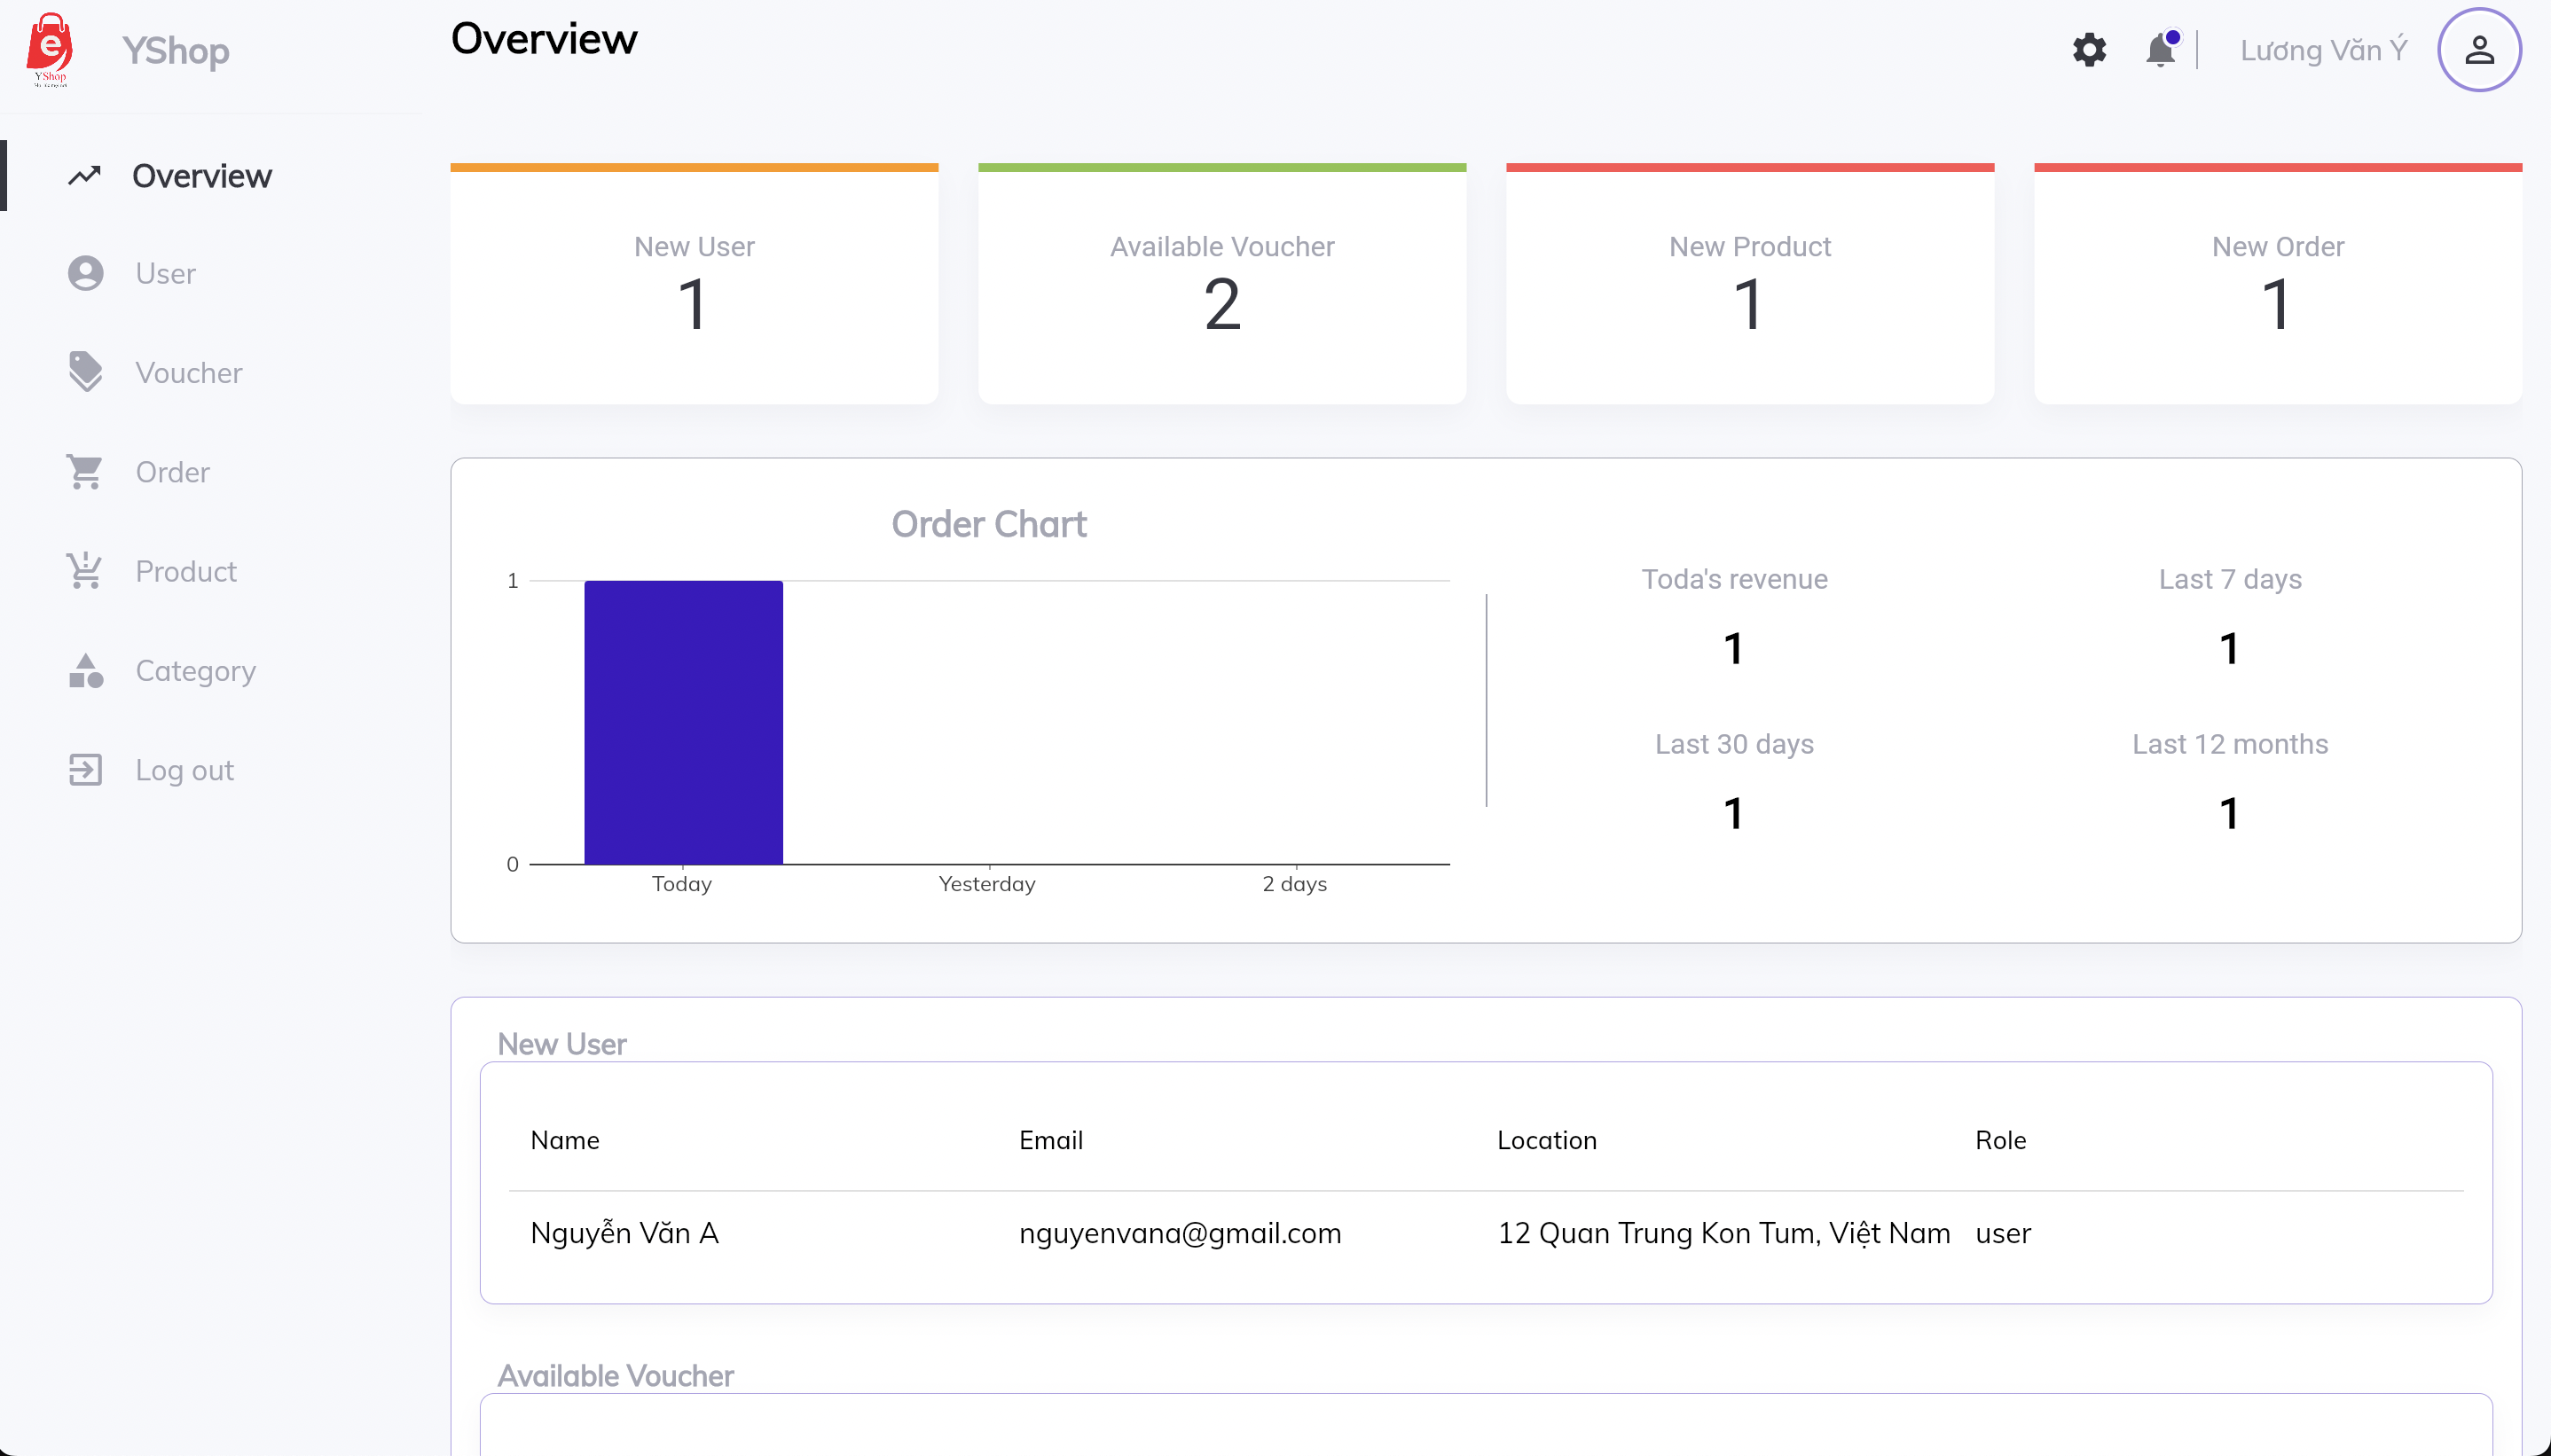 YShop
YShop
Overview
Lương Văn Ý
Overview
User
Voucher
Order
Product
Category
Log out
New User
1
Available Voucher
2
New Product
1
New Order
1
Order Chart
1
0
Today
Yesterday
2 days
Toda's revenue
1
Last 7 days
1
Last 30 days
1
Last 12 months
1
New User
Name Email Location Role
Nguyễn Văn A nguyenvana@gmail.com 12 Quan Trung Kon Tum, Việt Nam user
Available Voucher